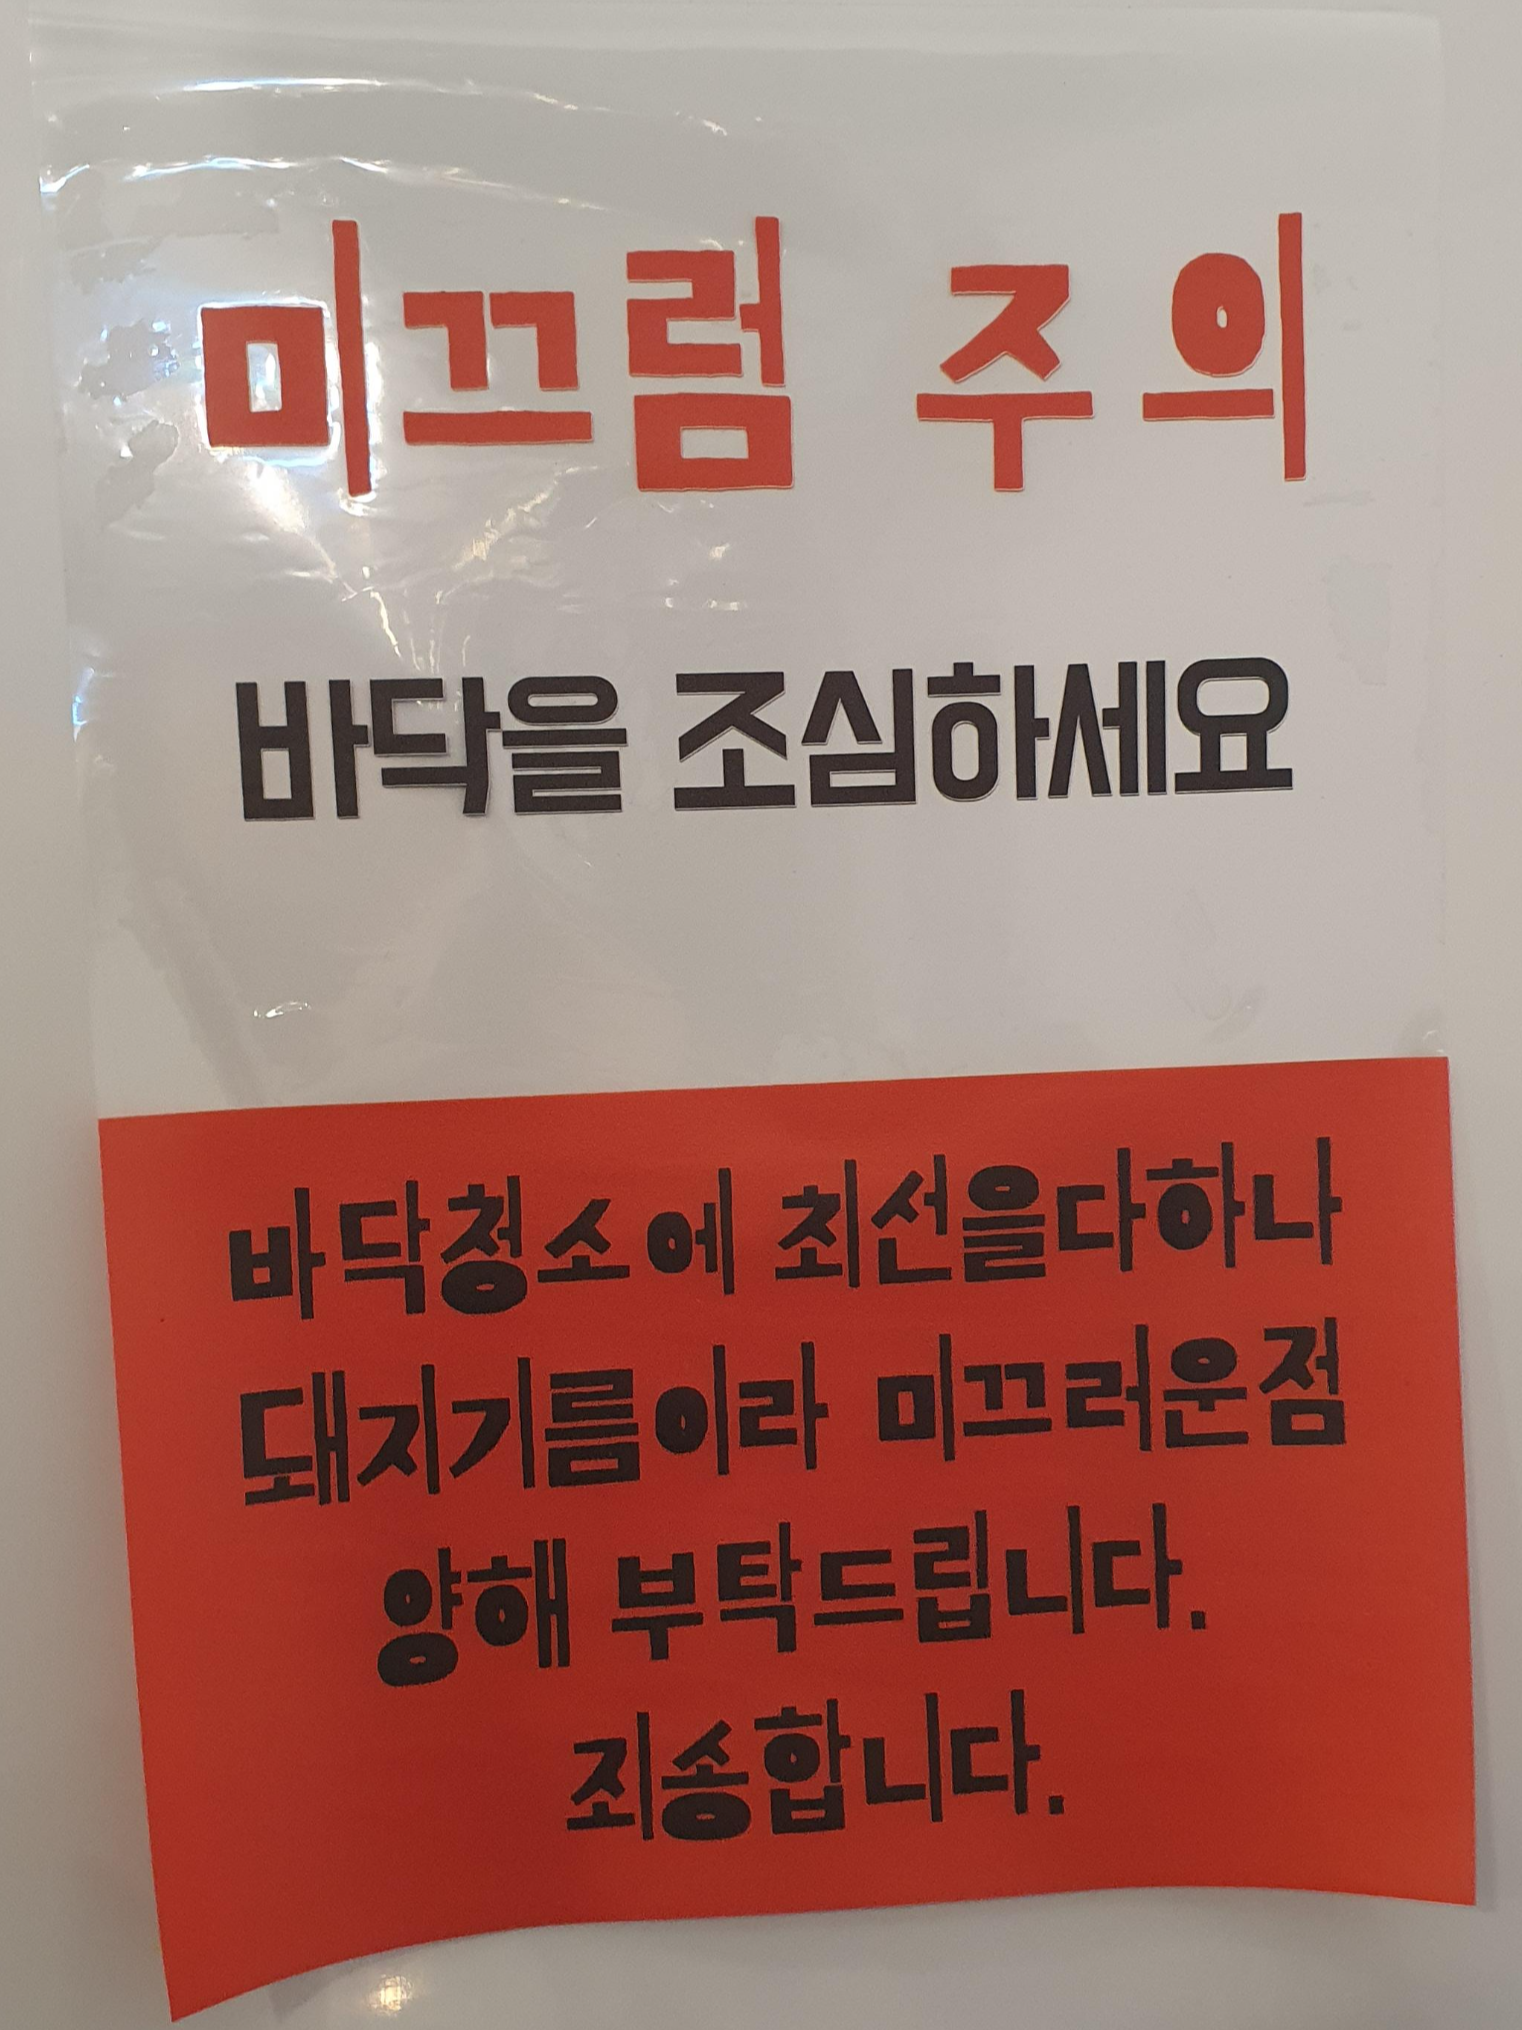 미끄럼 주의
바닥을 조심하세요
바닥청소에 최선을다하나
돼지기름이라 미끄러운점
양해 부탁드립니다.
죄송합니다.